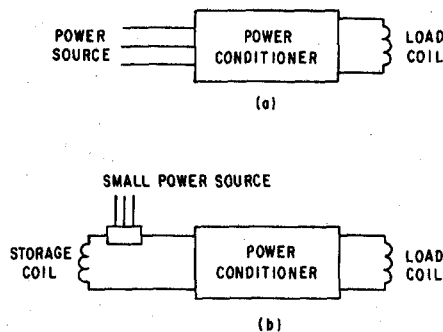 POWER
SOURCE
POWER
CONDITIONER
LOAD
COIL
(a)
SMALL POWER SOURCE
STORAGE
COIL
POWER
CONDITIONER
LOAD
COIL
(b)